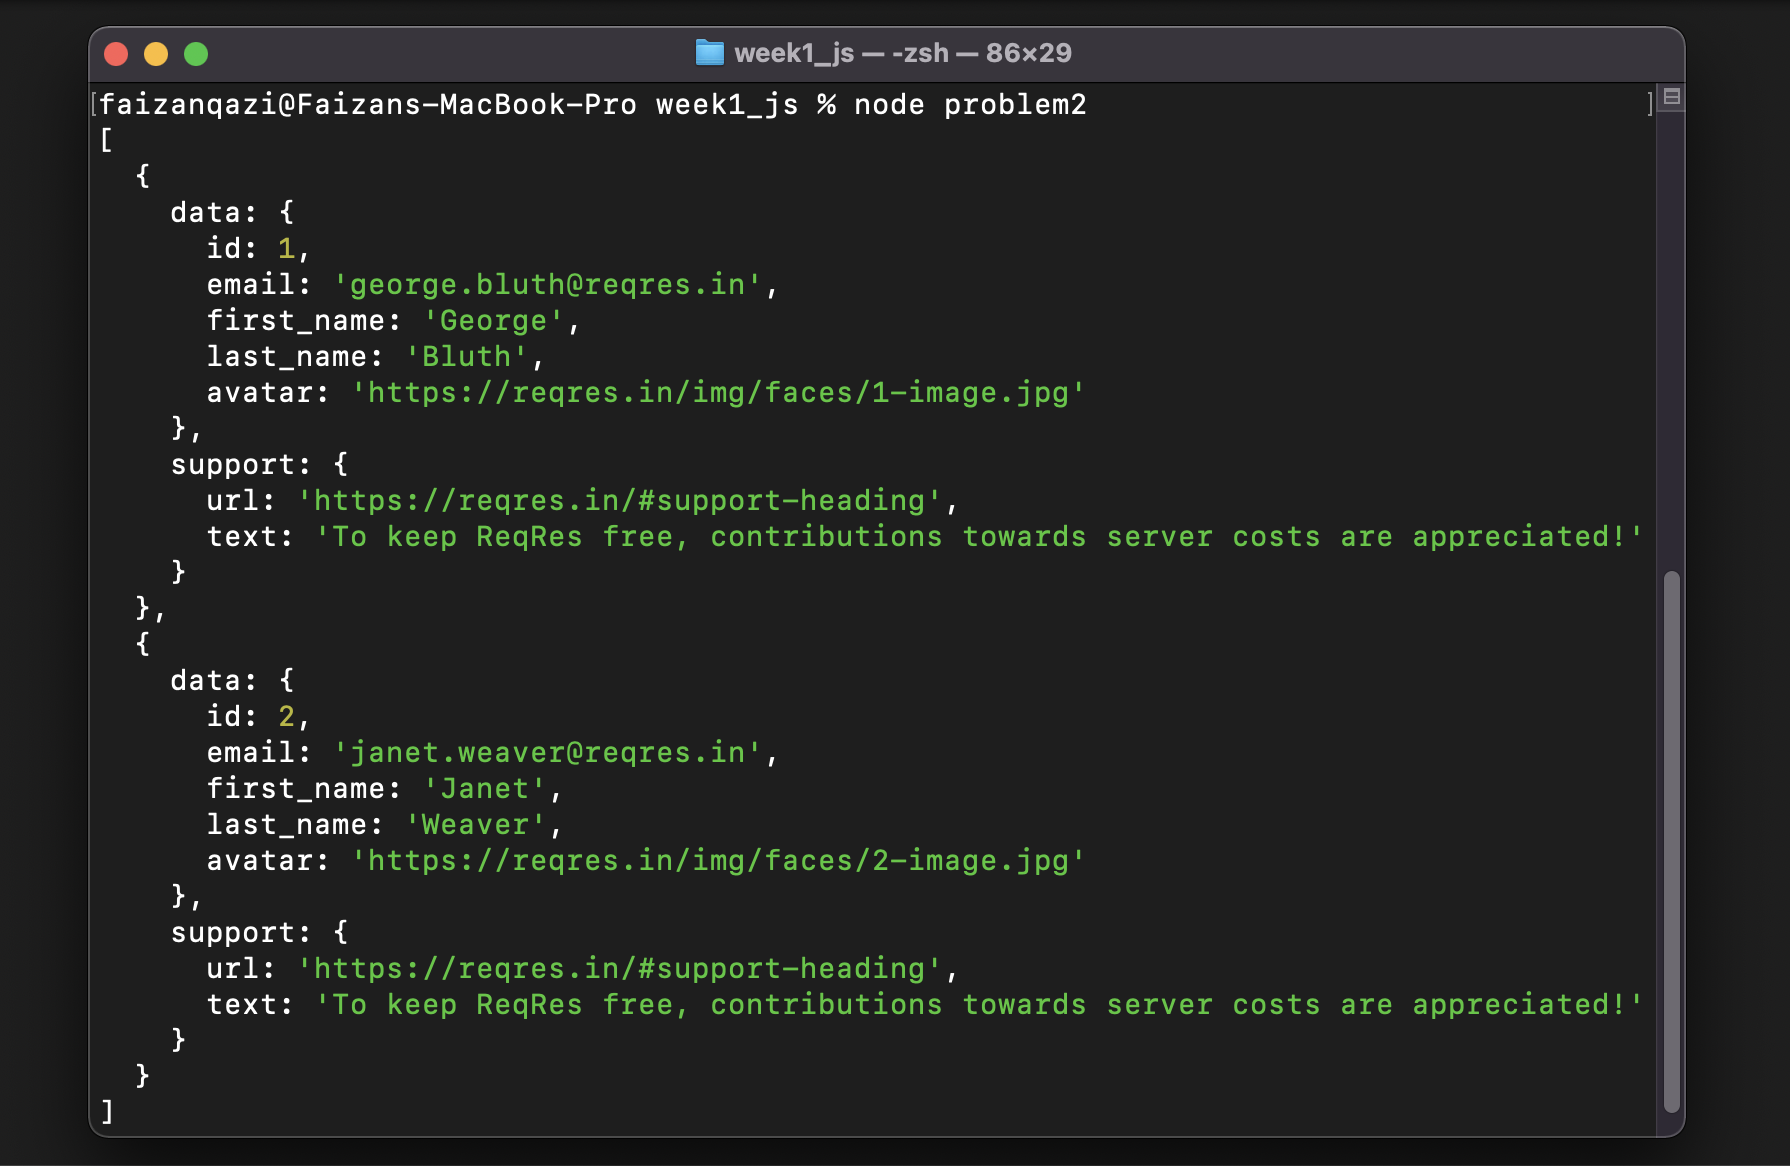 week1_js — -zsh — 86×29
[faizanqazi@Faizans-MacBook-Pro week1_js % node problem2 ]
[
  {
    data: {
      id: 1,
      email: 'george.bluth@reqres.in',
      first_name: 'George',
      last_name: 'Bluth',
      avatar: 'https://reqres.in/img/faces/1-image.jpg'
    },
    support: {
      url: 'https://reqres.in/#support-heading',
      text: 'To keep ReqRes free, contributions towards server costs are appreciated!'
    }
  },
  {
    data: {
      id: 2,
      email: 'janet.weaver@reqres.in',
      first_name: 'Janet',
      last_name: 'Weaver',
      avatar: 'https://reqres.in/img/faces/2-image.jpg'
    },
    support: {
      url: 'https://reqres.in/#support-heading',
      text: 'To keep ReqRes free, contributions towards server costs are appreciated!'
    }
  }
]